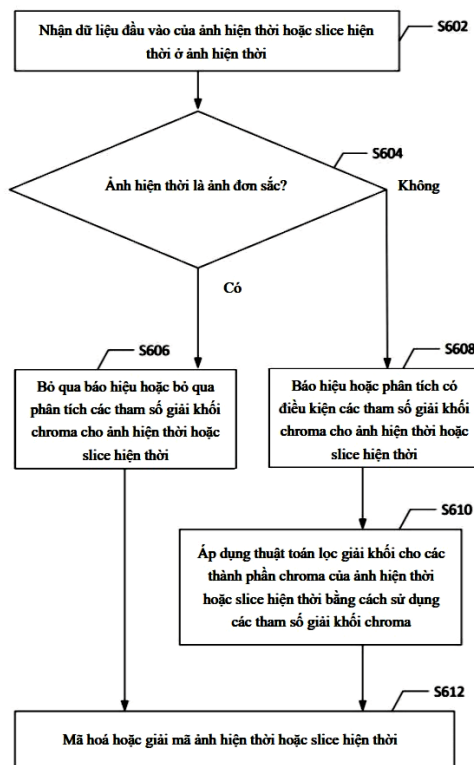 Nhận dữ liệu đầu vào của ảnh hiện thời hoặc slice hiện
thời ở ảnh hiện thời
S602
S604
Ảnh hiện thời là ảnh đơn sắc?
Không
Có
S606
Bỏ qua báo hiệu hoặc bỏ qua
phân tích các tham số giải khối
chroma cho ảnh hiện thời hoặc
slice hiện thời
S608
Báo hiệu hoặc phân tích có
điều kiện các tham số giải khối
chroma cho ảnh hiện thời hoặc
slice hiện thời
S610
Áp dụng thuật toán lọc giải khối cho các
thành phần chroma của ảnh hiện thời
hoặc slice hiện thời bằng cách sử dụng
các tham số giải khối chroma
S612
Mã hoá hoặc giải mã ảnh hiện thời hoặc slice hiện thời